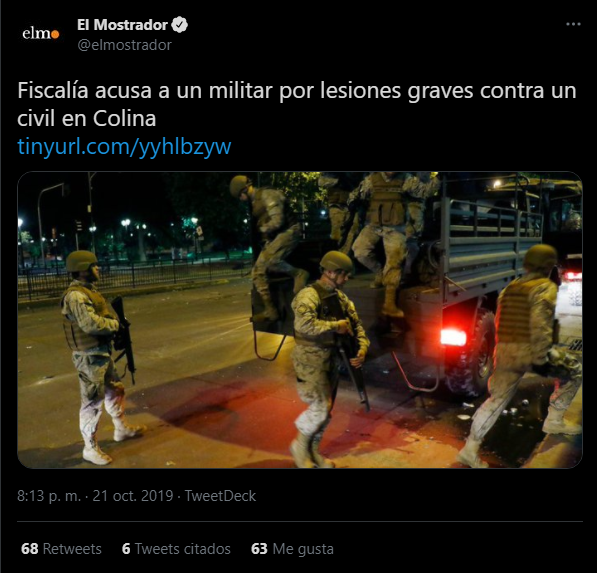 elmo
El Mostrador
@elmostrador
Fiscalía acusa a un militar por lesiones graves contra un
civil en Colina
tinyurl.com/yyhlbzyw
8:13 p. m. · 21 oct. 2019 · TweetDeck
68 Retweets 6 Tweets citados 63 Me gusta